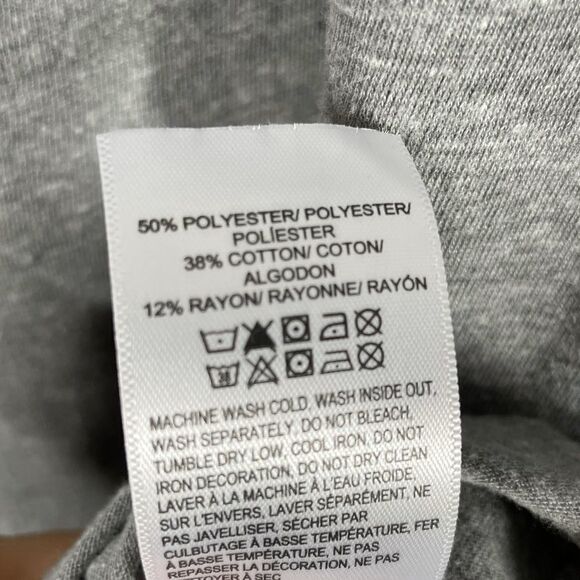 50% POLYESTER/ POLYESTER/
POLÍESTER
38% COTTON/ COTON/
ALGODON
12% RAYON/ RAYONNE/ RAYÓN
30
MACHINE WASH COLD, WASH INSIDE OUT,
WASH SEPARATELY, DO NOT BLEACH,
TUMBLE DRY LOW, COOL IRON, DO NOT
IRON DECORATION, DO NOT DRY CLEAN
LAVER À LA MACHINE À L'EAU FROIDE,
SUR L'ENVERS, LAVER SÉPARÉMENT, NE
PAS JAVELLISER, SÉCHER PAR
CULBUTAGE À BASSE TEMPÉRATURE, FER
À BASSE TEMPÉRATURE, NE PAS
REPASSER LA DÉCORATION, NE PAS
NETTOYER À SEC